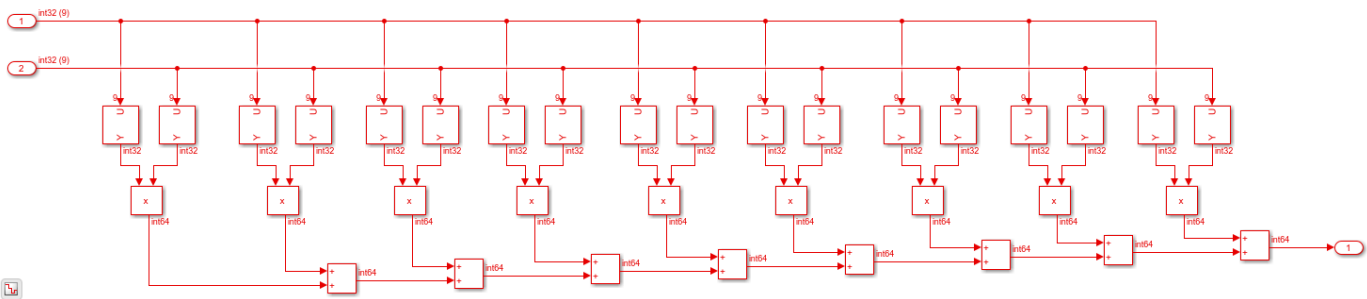 int32 (9)
1
int32 (9)
2
9 9 9 9 9 9 9 9 9 9 9 9 9 9 9 9 9 9
U U U U U U U U U U U U U U U U U U
Y Y Y Y Y Y Y Y Y Y Y Y Y Y Y Y Y Y
int32 int32 int32 int32 int32 int32 int32 int32 int32 int32 int32 int32 int32 int32 int32 int32 int32 int32
x x x x x x x x x
int64 int64 int64 int64 int64 int64 int64 int64 int64
+ + int64
+ + int64
+ + int64
+ + int64
+ + int64
+ + int64
+ + int64
+ + int64
1